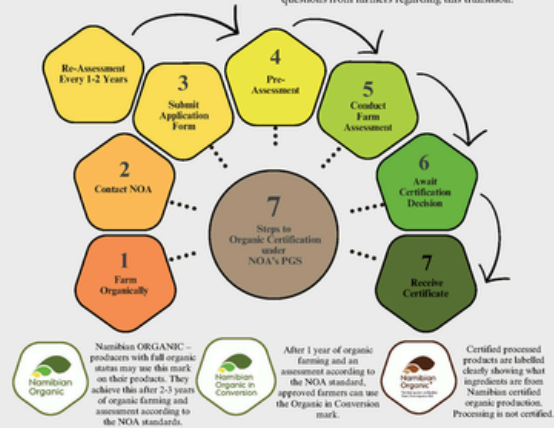 questions from farmers regarding this transition.
Re-Assessment
Every 1-2 Years
3
Submit
Application
Form
4
Pre-
Assessment
5
Conduct
Farm
Assessment
2
Contact NOA
6
Await
Certification
Decision
7
Steps to
Organic Certification
under
NOA's PGS
1
Farm
Organically
7
Receive
Certificate
Namibian
Organic
Namibian ORGANIC –
producers with full organic
status may use this mark
on their products. They
achieve this after 2-3 years
of organic farming and
assessment according to
the NOA standards.
Namibian
Organic in
Conversion
After 1 year of organic
farming and an
assessment according to
the NOA standard,
approved farmers can use
the Organic in Conversion
mark.
Namibian
Organic
Certified processed
products are labelled
clearly showing what
ingredients are from
Namibian certified
organic production.
Processing is not certified.